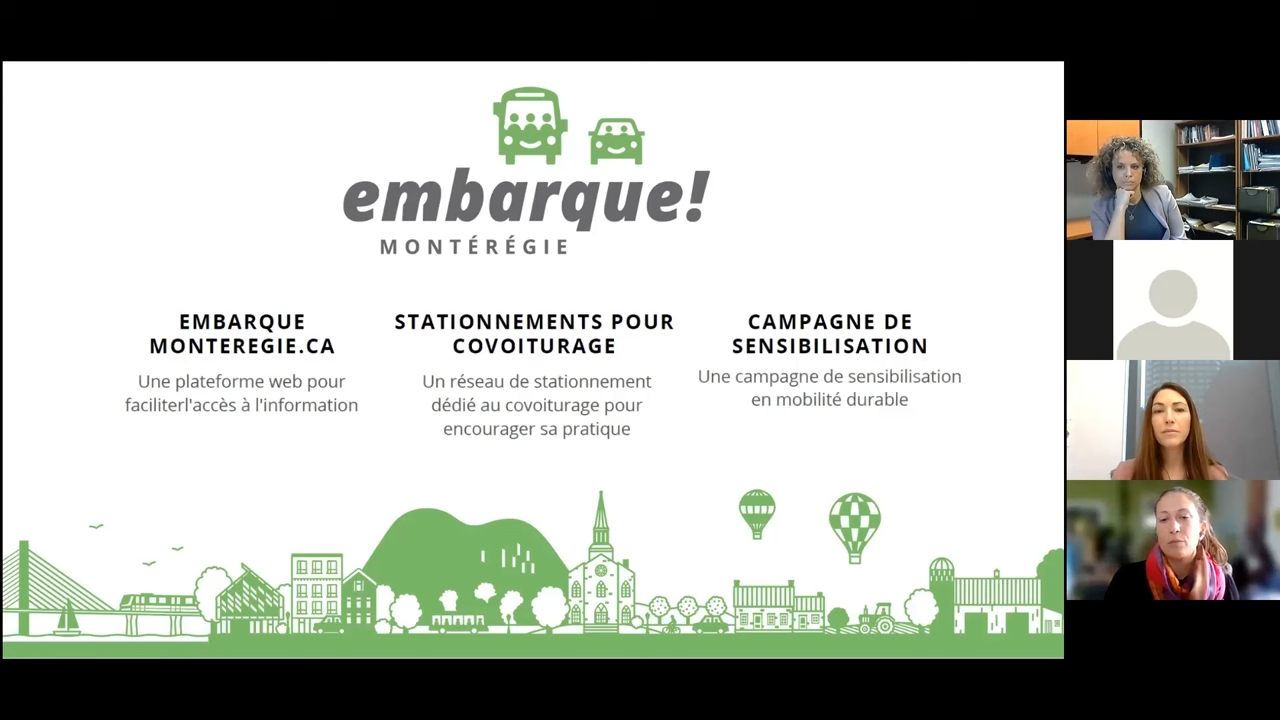 embarque!
MONTÉRÉGIE
EMBARQUE
MONTEREGIE.CA
Une plateforme web pour
faciliterl'accès à l'information
STATIONNEMENTS POUR
COVOITURAGE
Un réseau de stationnement
dédié au covoiturage pour
encourager sa pratique
CAMPAGNE DE
SENSIBILISATION
Une campagne de sensibilisation
en mobilité durable